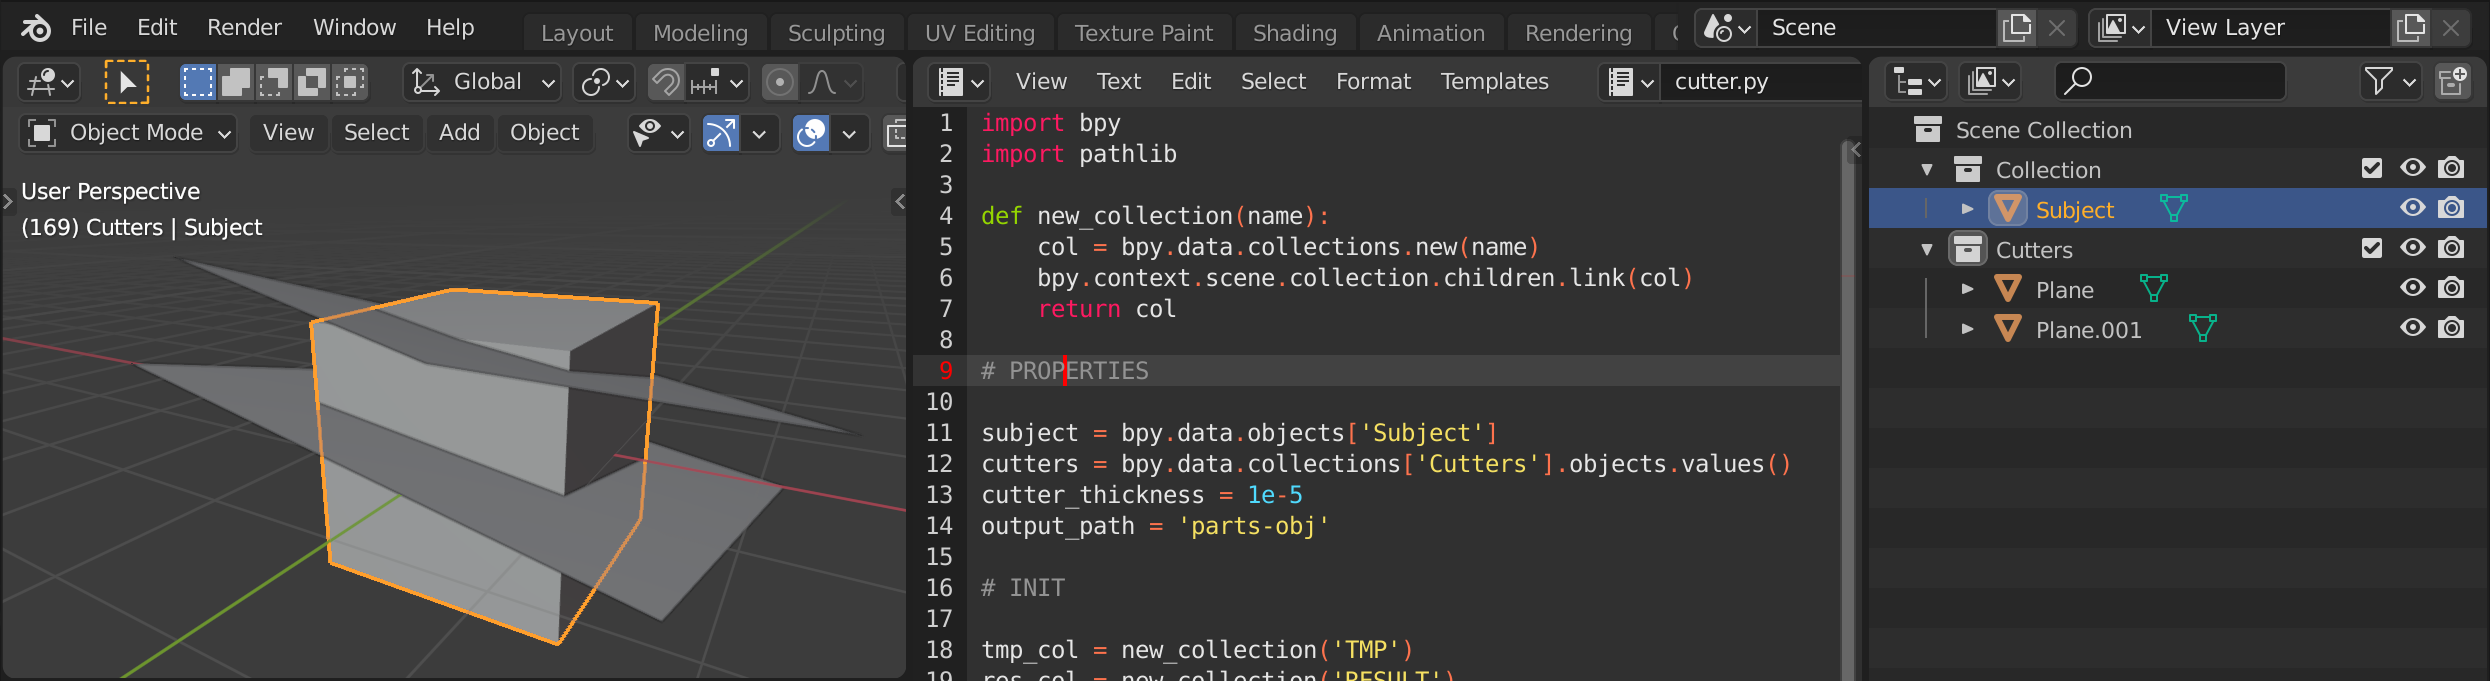 File Edit Render Window Help Layout Modeling Sculpting UV Editing Texture Paint Shading Animation Rendering Scene View Layer
Global
View Text Edit Select Format Templates cutter.py
Object Mode View Select Add Object
User Perspective
(169) Cutters | Subject
1 import bpy
2 import pathlib
3
4 def new_collection(name):
5     col = bpy.data.collections.new(name)
6     bpy.context.scene.collection.children.link(col)
7     return col
8
9 # PROPERTIES
10
11 subject = bpy.data.objects['Subject']
12 cutters = bpy.data.collections['Cutters'].objects.values()
13 cutter_thickness = 1e-5
14 output_path = 'parts-obj'
15
16 # INIT
17
18 tmp_col = new_collection('TMP')
19 res_col = new_collection('RESULT')
Scene Collection
Collection
Subject
Cutters
Plane
Plane.001